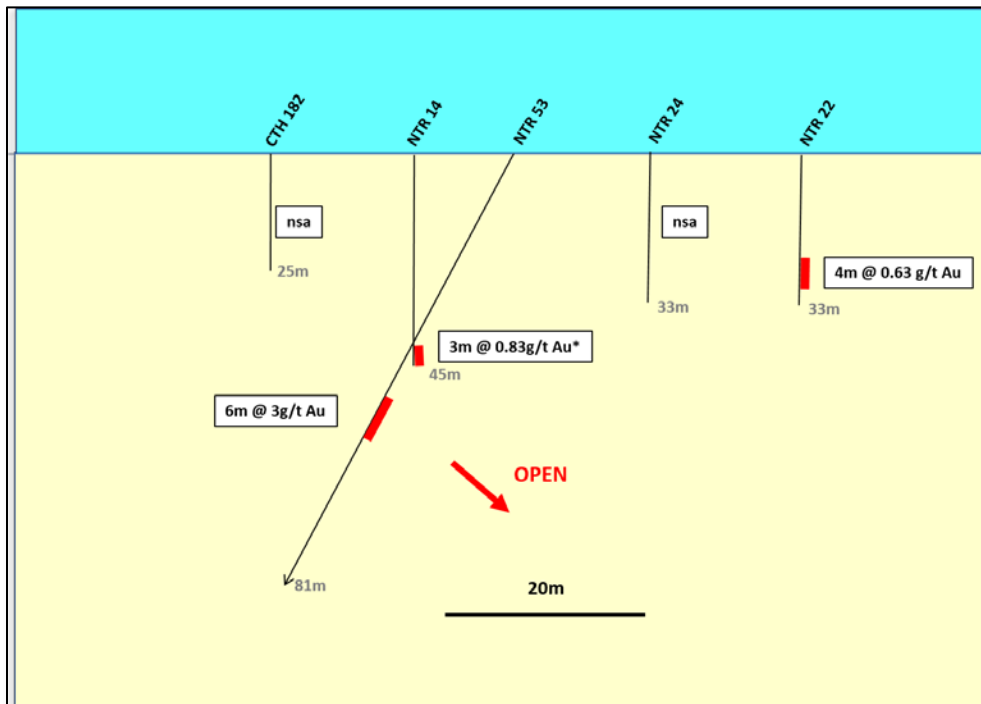 CTH 182
NTR 14
NTR 53
NTR 24
NTR 22
nsa
nsa
25m
4m @ 0.63 g/t Au
33m
33m
3m @ 0.83g/t Au*
45m
6m @ 3g/t Au
OPEN
81m
20m